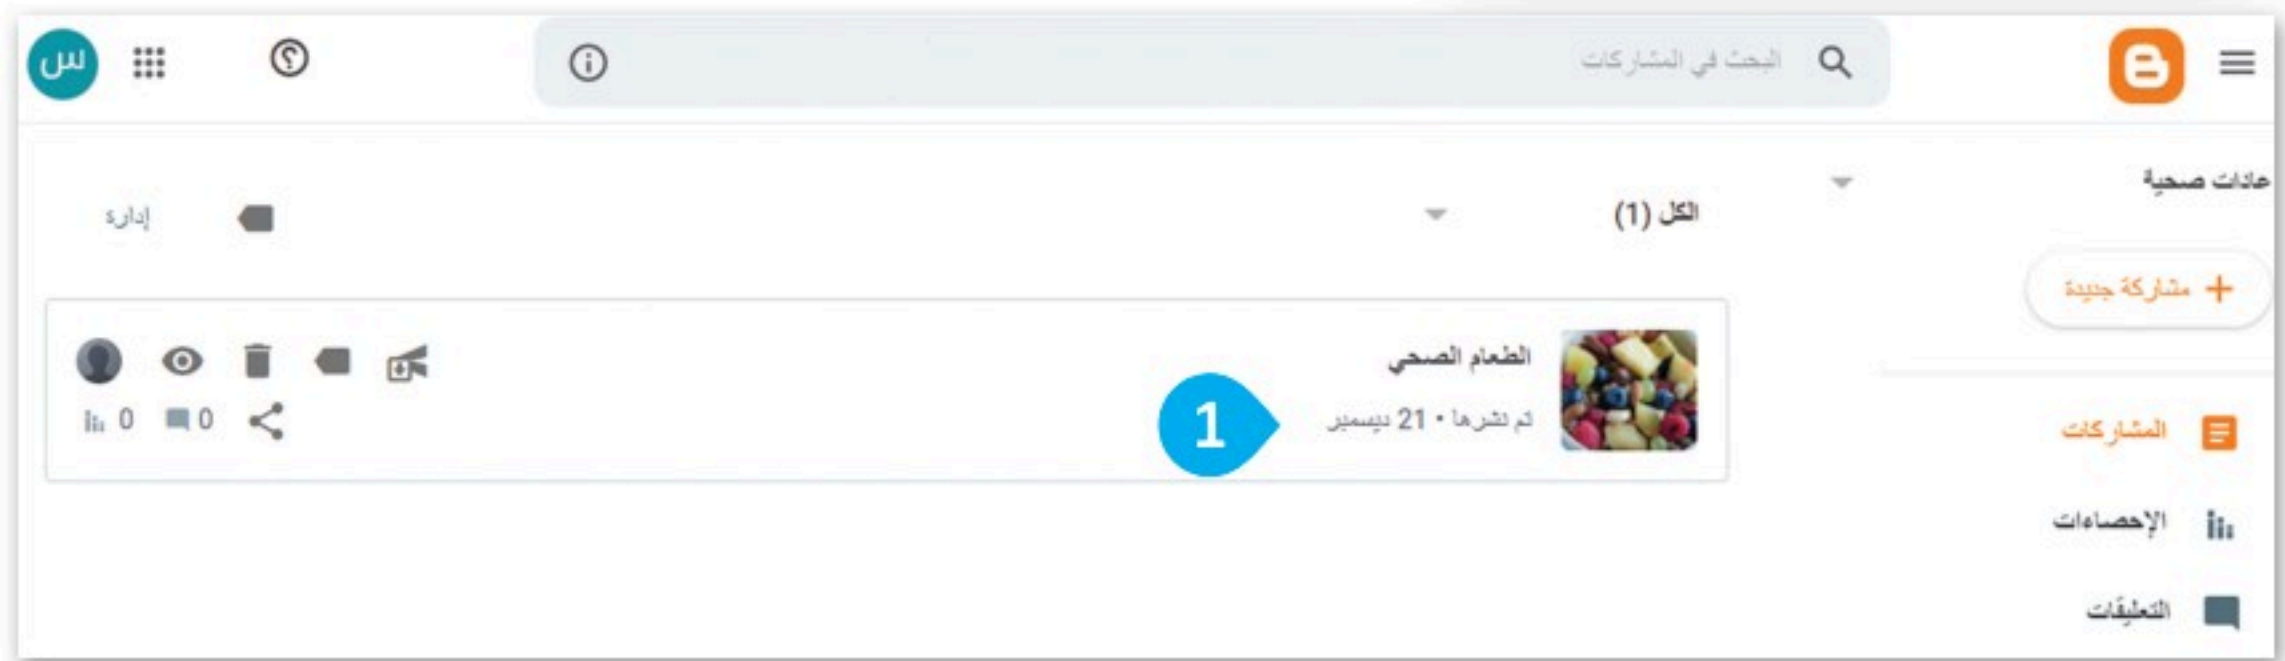 البحث في المشاركات
س
عادات صحية
الكل (1)
إدارة
مشاركة جديدة
الطعام الصحي
تم نشرها • 21 ديسمبر
1
0
0
المشاركات
الإحصاءات
التعليقات